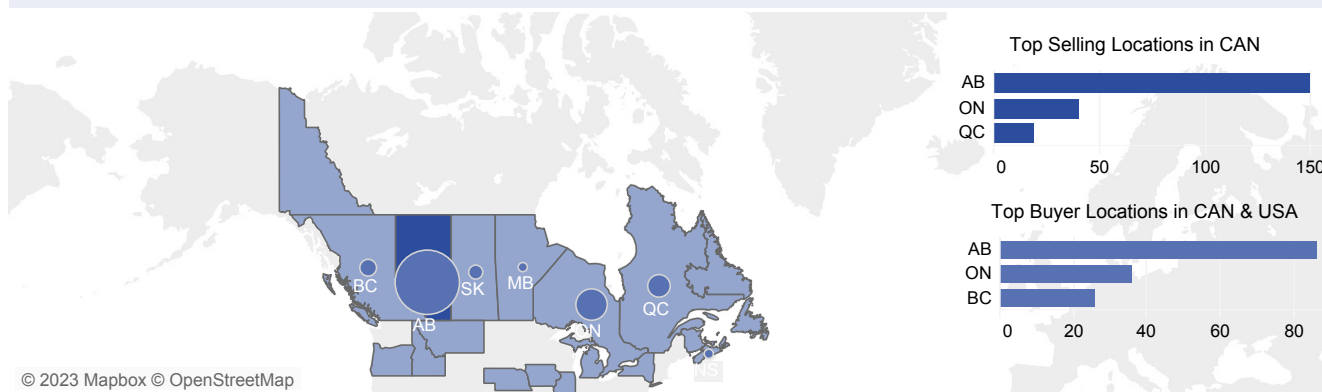 Top Selling Locations in CAN
AB
ON
QC
0 50 100 150
Top Buyer Locations in CAN & USA
AB
ON
BC
0 20 40 60 80
BC
AB
SK
MB
ON
QC
NS
© 2023 Mapbox © OpenStreetMap